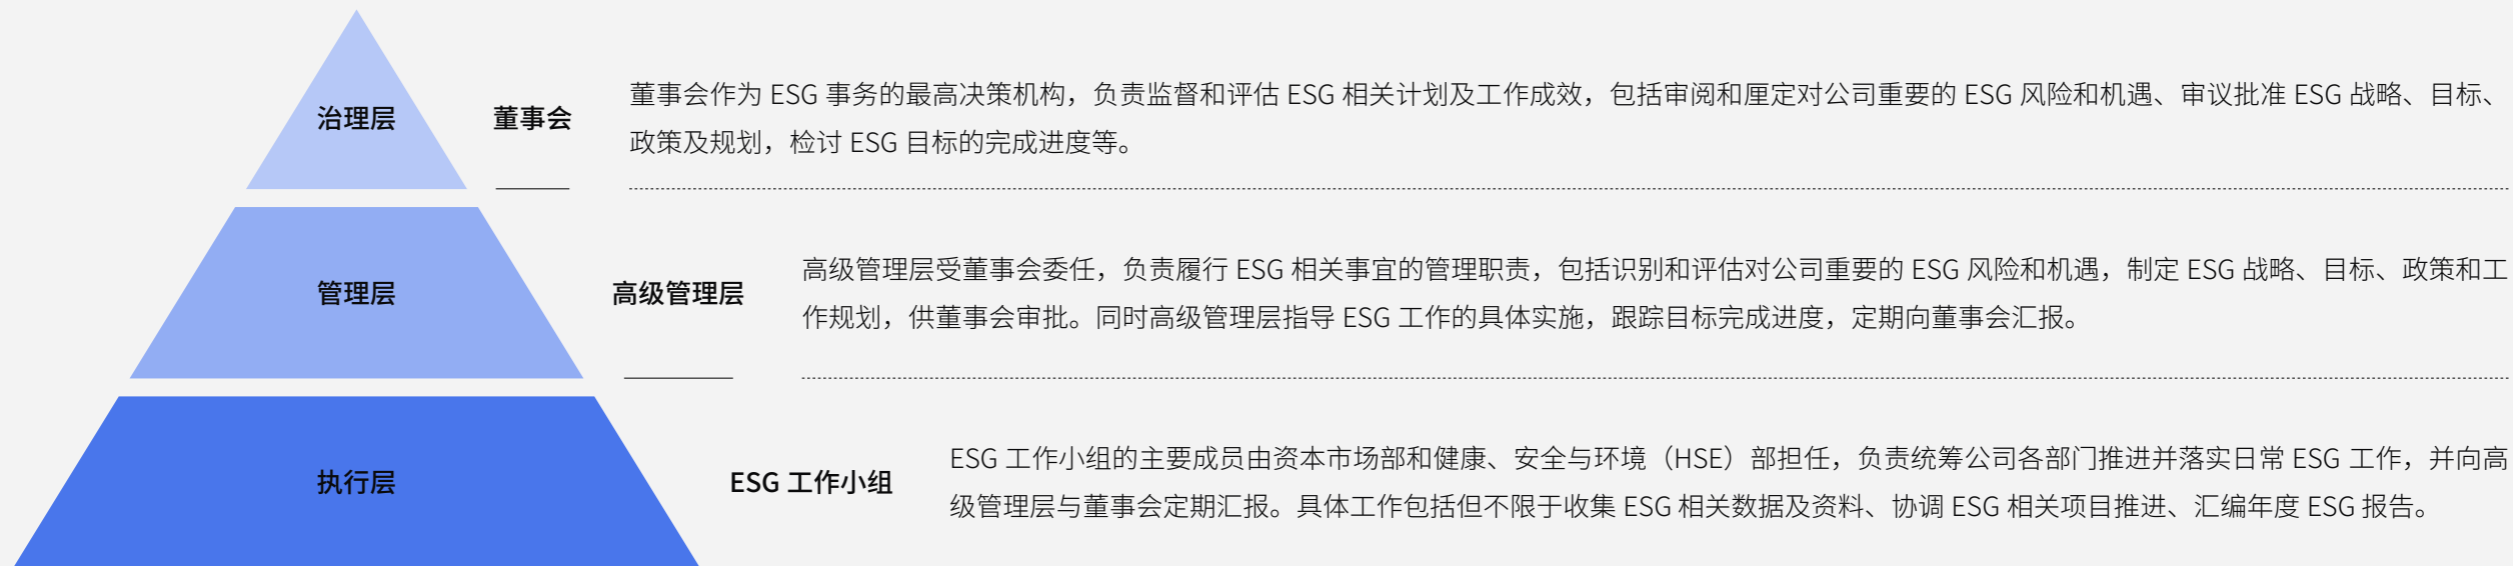 治理层
董事会
董事会作为 ESG 事务的最高决策机构，负责监督和评估 ESG 相关计划及工作成效，包括审阅和厘定对公司重要的 ESG 风险和机遇、审议批准 ESG 战略、目标、
政策及规划，检讨 ESG 目标的完成进度等。
管理层
高级管理层
高级管理层受董事会委任，负责履行 ESG 相关事宜的管理职责，包括识别和评估对公司重要的 ESG 风险和机遇，制定 ESG 战略、目标、政策和工
作规划，供董事会审批。同时高级管理层指导 ESG 工作的具体实施，跟踪目标完成进度，定期向董事会汇报。
执行层
ESG 工作小组
ESG 工作小组的主要成员由资本市场部和健康、安全与环境（HSE）部担任，负责统筹公司各部门推进并落实日常 ESG 工作，并向高
级管理层与董事会定期汇报。具体工作包括但不限于收集 ESG 相关数据及资料、协调 ESG 相关项目推进、汇编年度 ESG 报告。